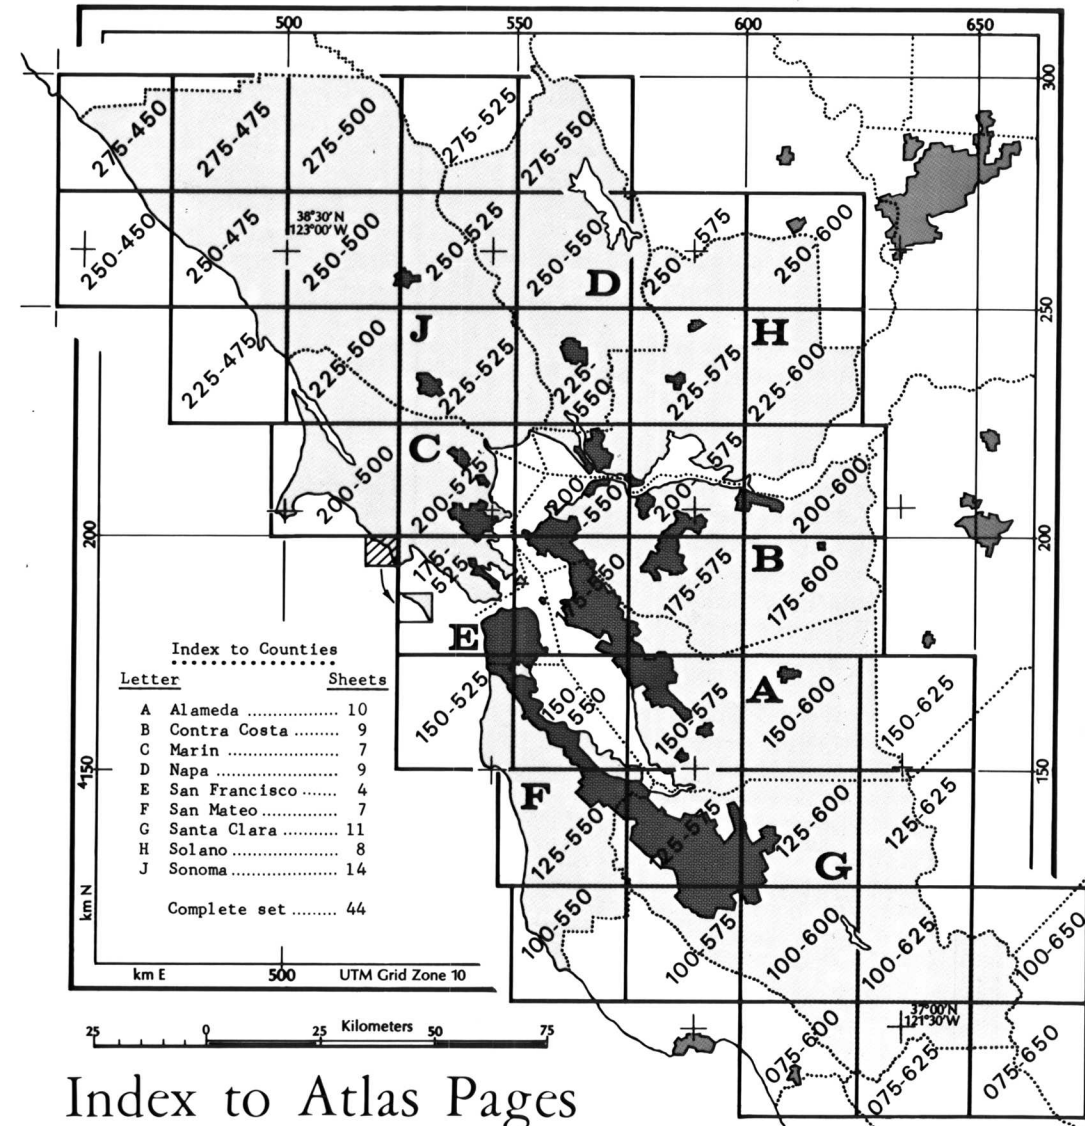 500 550 600 650
300
275-450 275-475 275-500 275-525 275-550
38°30'N
123°00'W
250-450 250-475 250-500 250-525 250-550 250-575 250-600
D
250
J H
225-475 225-500 225-525 225-550 225-575 225-600
C
200-500 200-525 200-550 200-575 200-600
200 200
B
175-525 175-550 175-575 175-600
E
A
150-525 150-550 150-575 150-600 150-625
4150 150
F
125-550 125-575 125-600 125-625
G
100-550 100-575 100-600 100-625 100-650
37°00'N
121°30'W
075-600 075-625 075-650
Index to Counties
Letter Sheets
A Alameda ................ 10
B Contra Costa ........ 9
C Marin ................... 7
D Napa ..................... 9
E San Francisco ...... 4
F San Mateo ............. 7
G Santa Clara .......... 11
H Solano .................. 8
J Sonoma .................. 14
Complete set ........ 44
km N
km E 500 UTM Grid Zone 10
25 0 25 Kilometers 50 75
Index to Atlas Pages